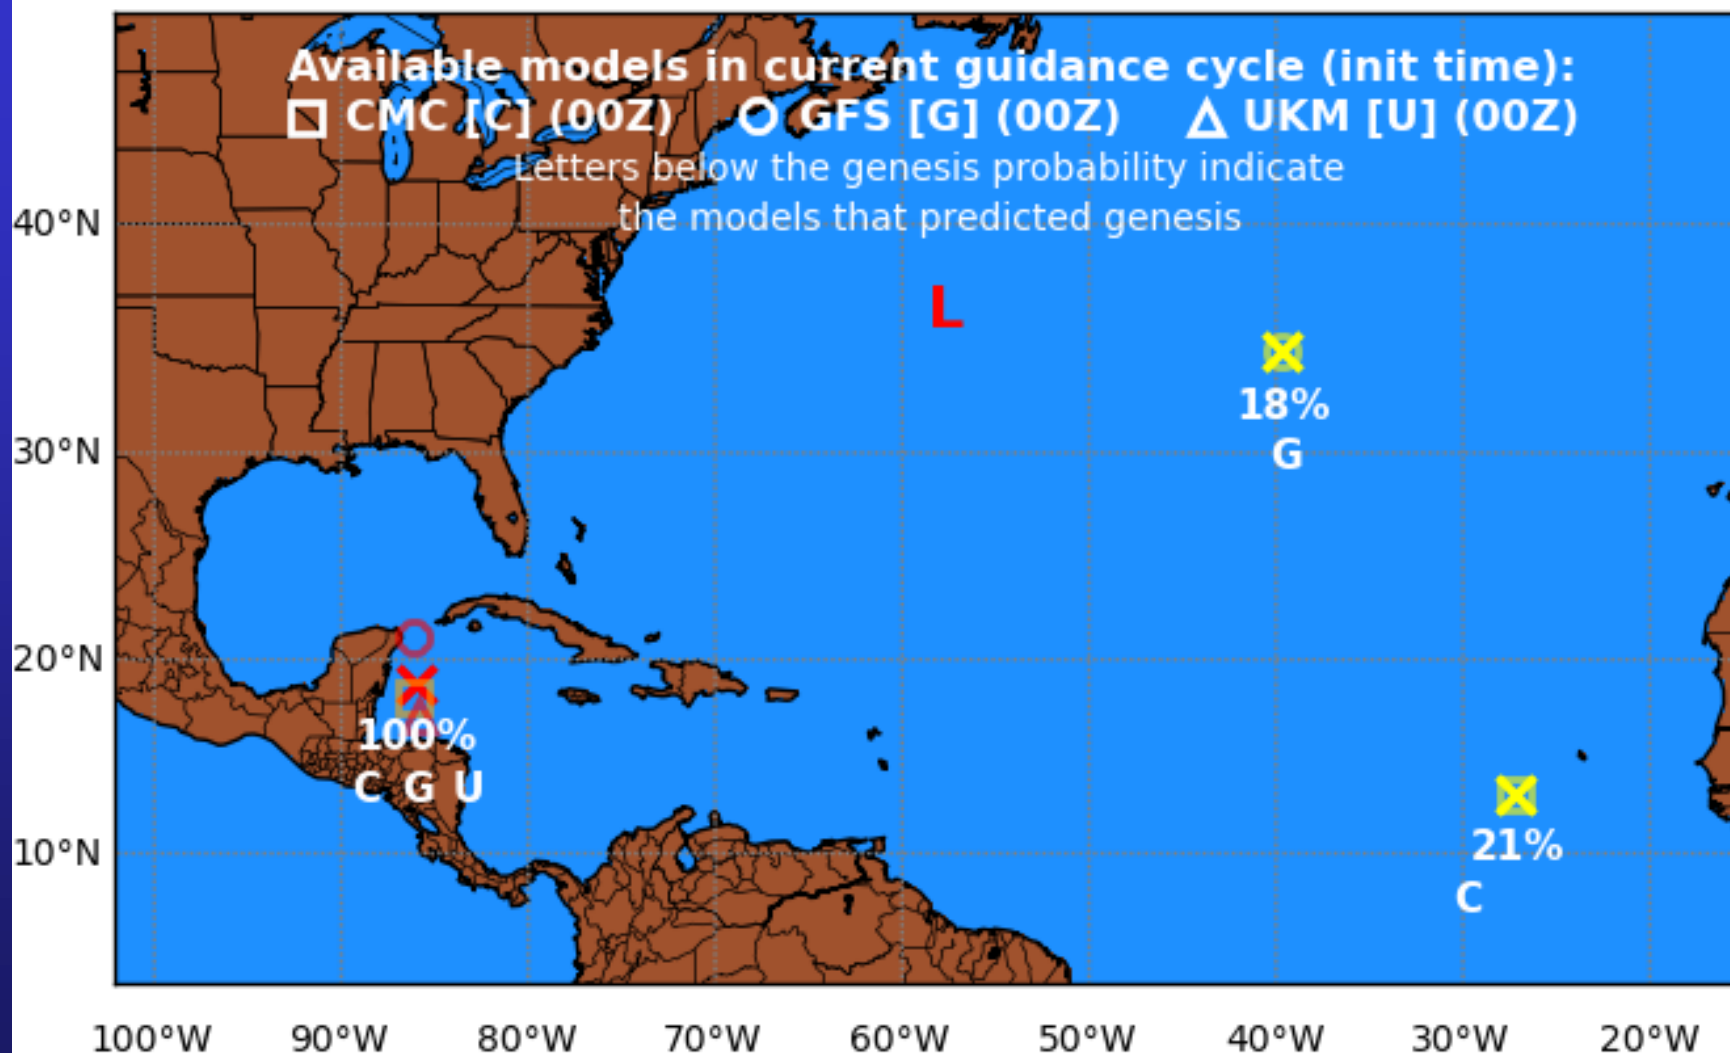 Available models in current guidance cycle (init time):
CMC [C] (00Z) GFS [G] (00Z) UKM [U] (00Z)
Letters below the genesis probability indicate
the models that predicted genesis
40°N
L
18%
G
30°N
20°N
100%
C G U
21%
10°N
C
100°W 90°W 80°W 70°W 60°W 50°W 40°W 30°W 20°W